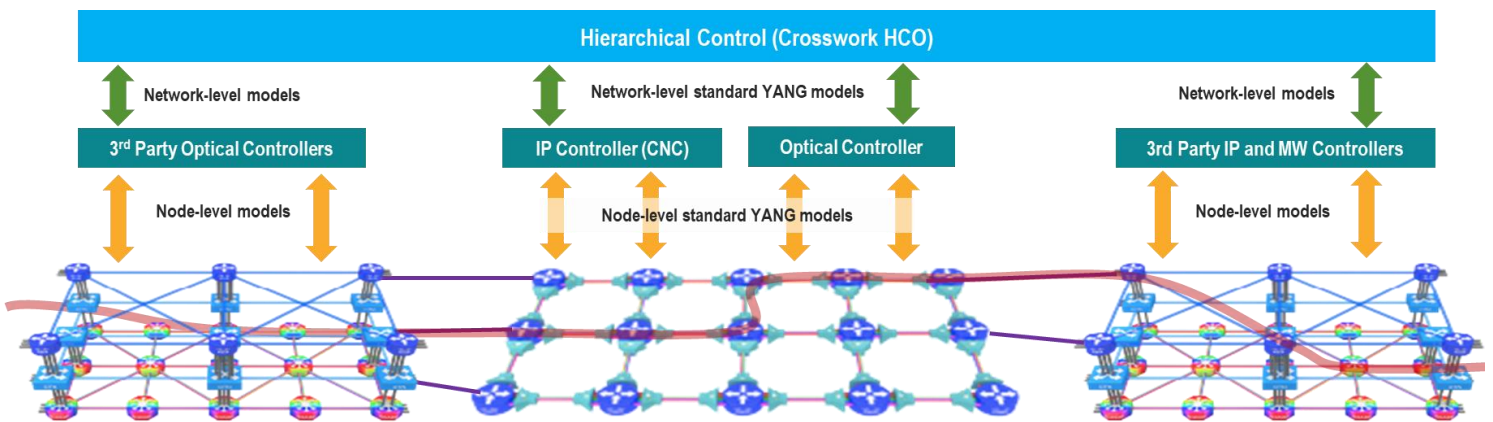 Hierarchical Control (Crosswork HCO)
Network-level models
Network-level standard YANG models
Network-level models
3rd Party Optical Controllers
IP Controller (CNC)
Optical Controller
3rd Party IP and MW Controllers
Node-level models
Node-level standard YANG models
Node-level models